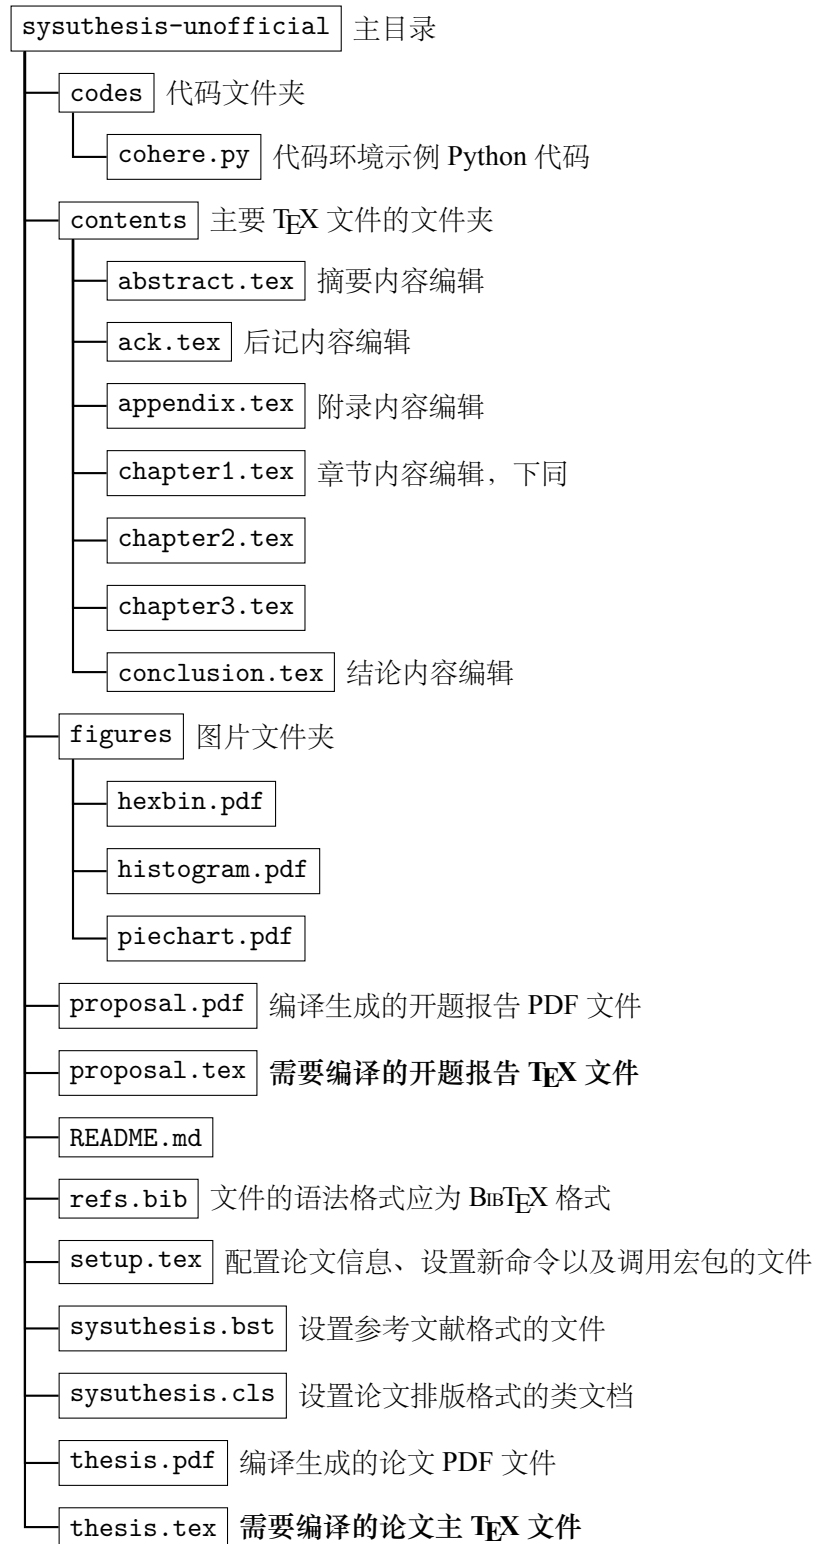 sysuthesis-unofficial 主目录
codes 代码文件夹
cohere.py 代码环境示例 Python 代码
contents 主要 TEX 文件的文件夹
abstract.tex 摘要内容编辑
ack.tex 后记内容编辑
appendix.tex 附录内容编辑
chapter1.tex 章节内容编辑，下同
chapter2.tex
chapter3.tex
conclusion.tex 结论内容编辑
figures 图片文件夹
hexbin.pdf
histogram.pdf
piechart.pdf
proposal.pdf 编译生成的开题报告 PDF 文件
proposal.tex 需要编译的开题报告 TEX 文件
README.md
refs.bib 文件的语法格式应为 BIBTEX 格式
setup.tex 配置论文信息、设置新命令以及调用宏包的文件
sysuthesis.bst 设置参考文献格式的文件
sysuthesis.cls 设置论文排版格式的类文档
thesis.pdf 编译生成的论文 PDF 文件
thesis.tex 需要编译的论文主 TEX 文件